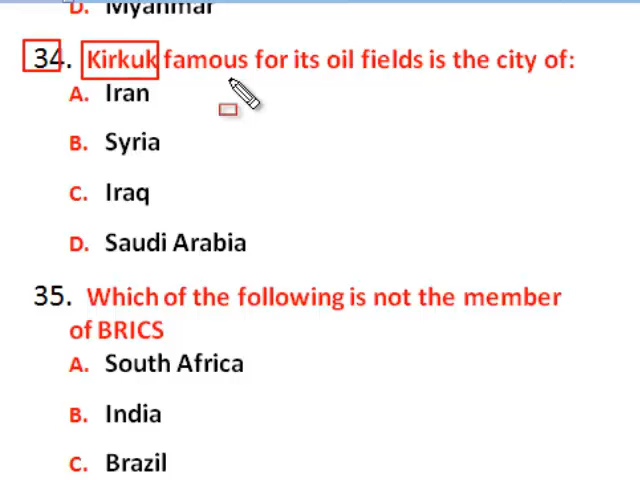 D. Myanmar
34. Kirkuk famous for its oil fields is the city of:
A. Iran
B. Syria
C. Iraq
D. Saudi Arabia
35. Which of the following is not the member
of BRICS
A. South Africa
B. India
C. Brazil